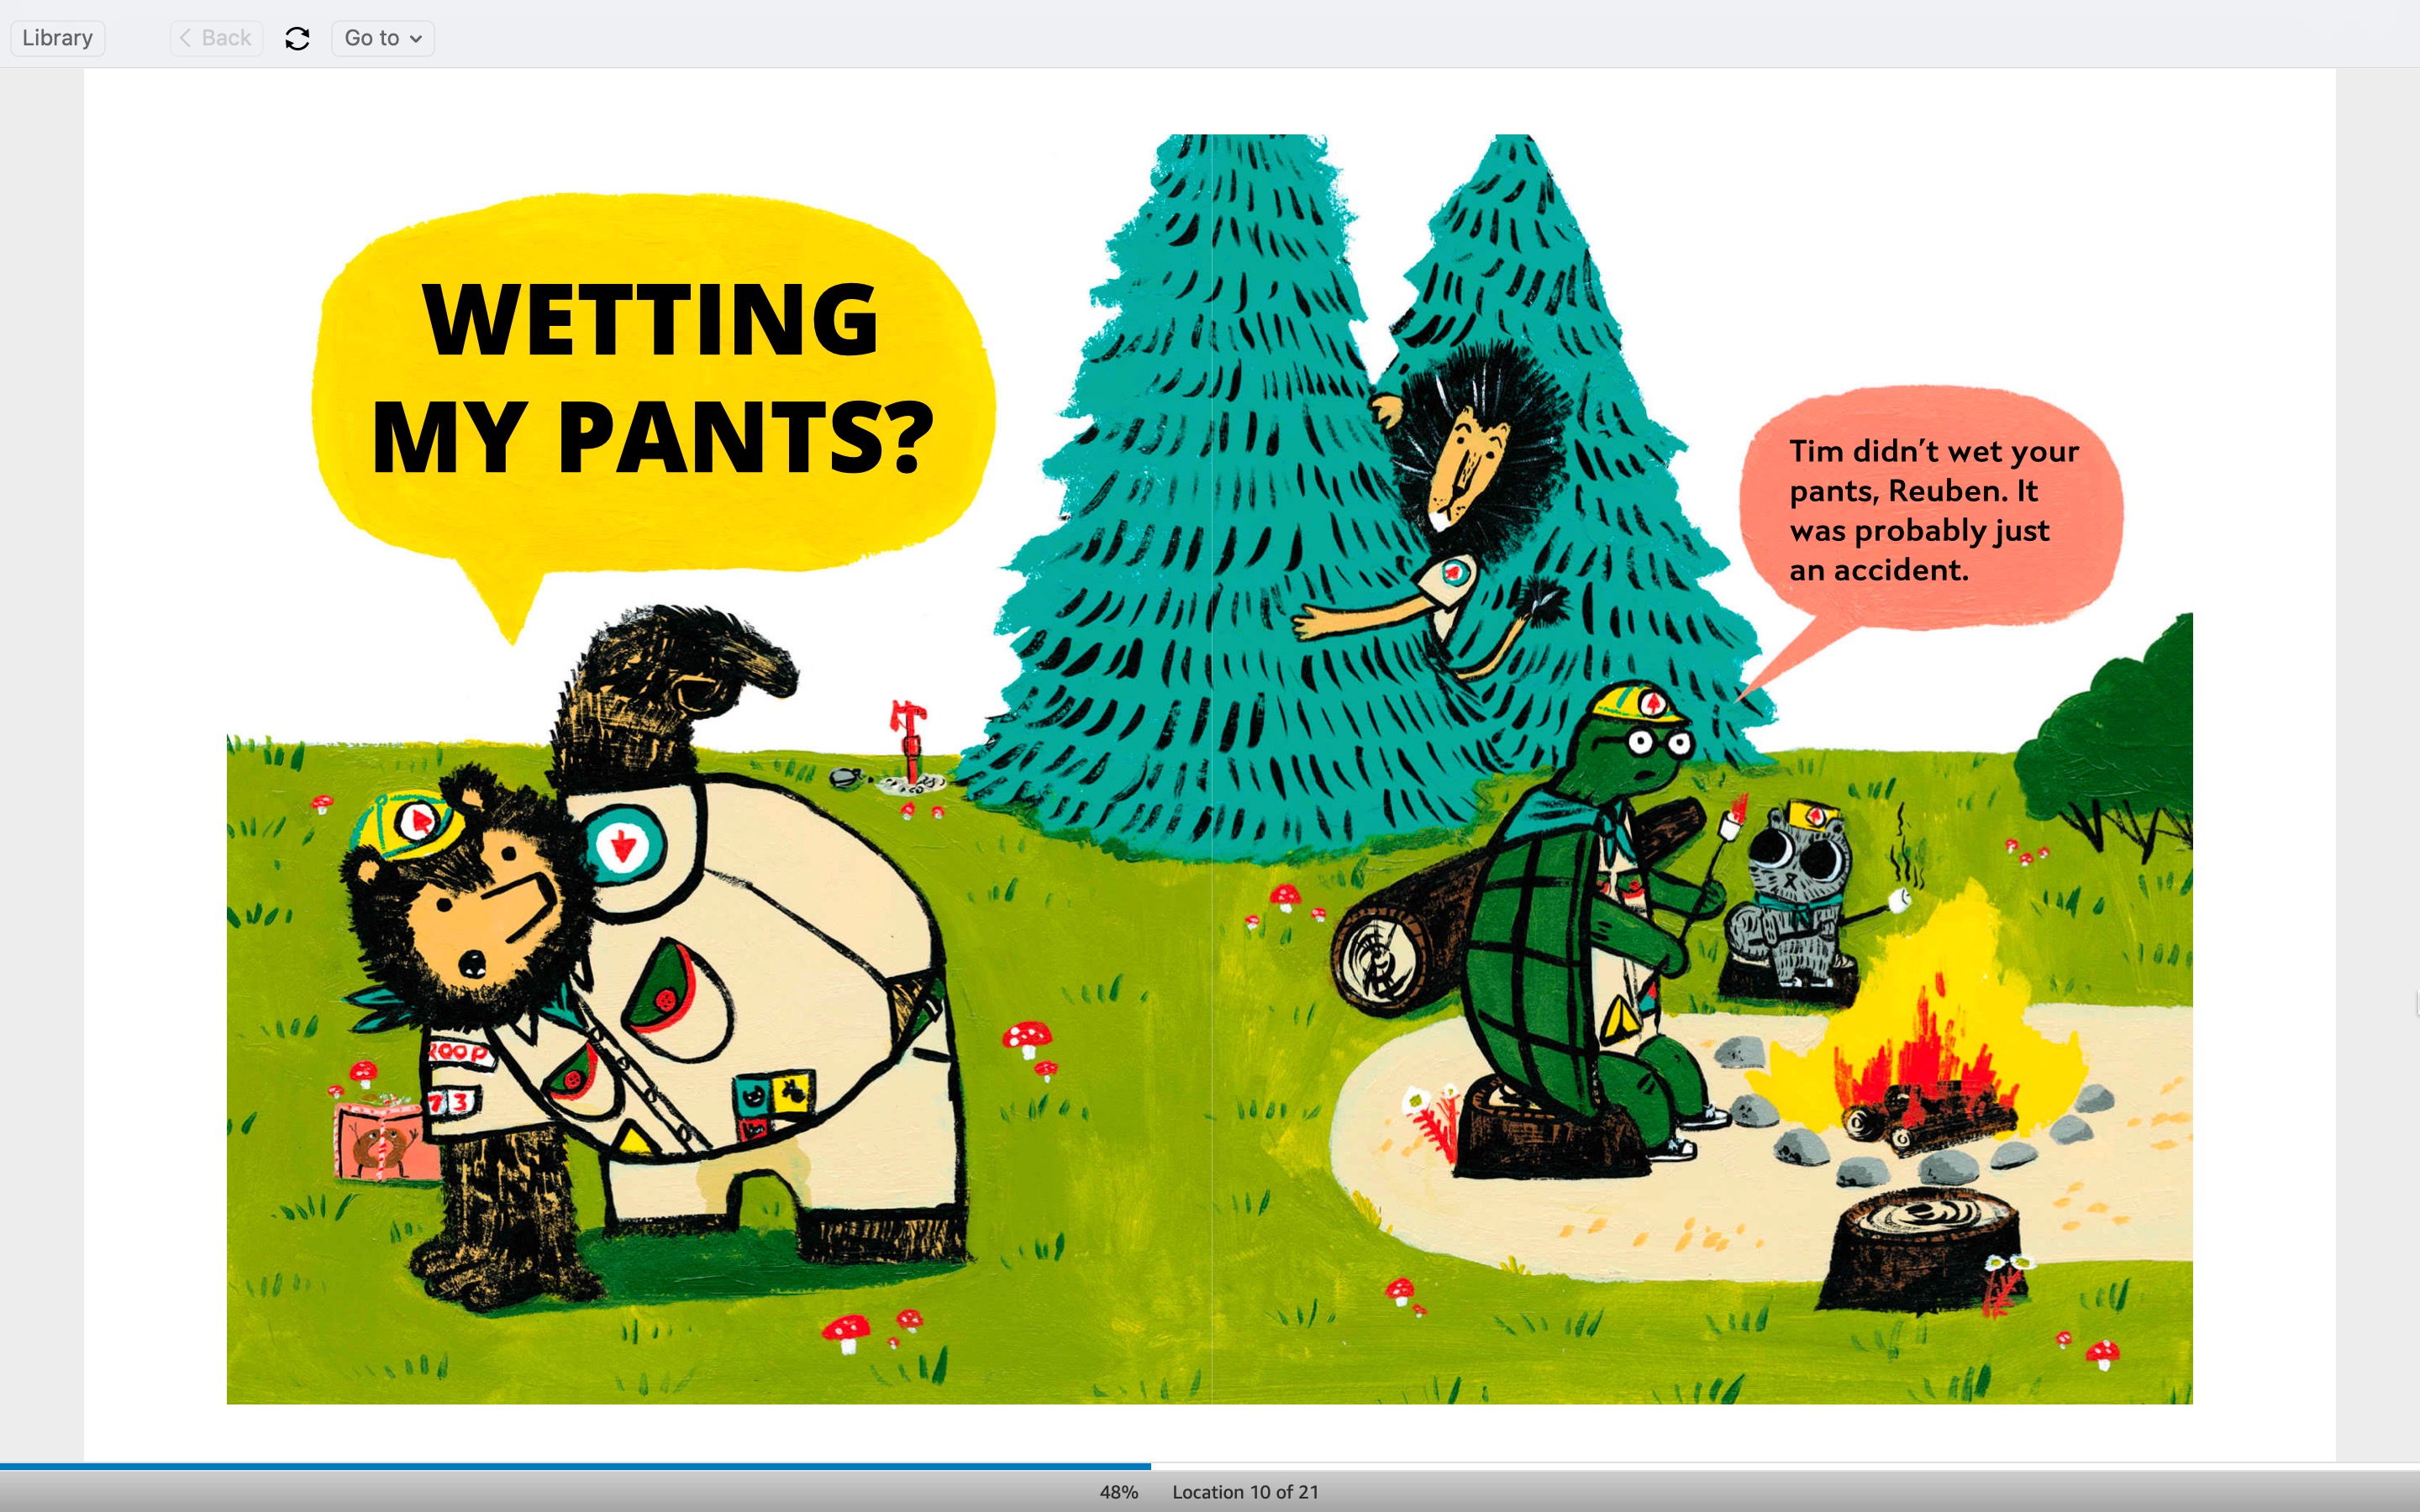 Library
Back
Go to
WETTING
MY PANTS?
Tim didn't wet your
pants, Reuben. It
was probably just
an accident.
ROOP
73
48% Location 10 of 21